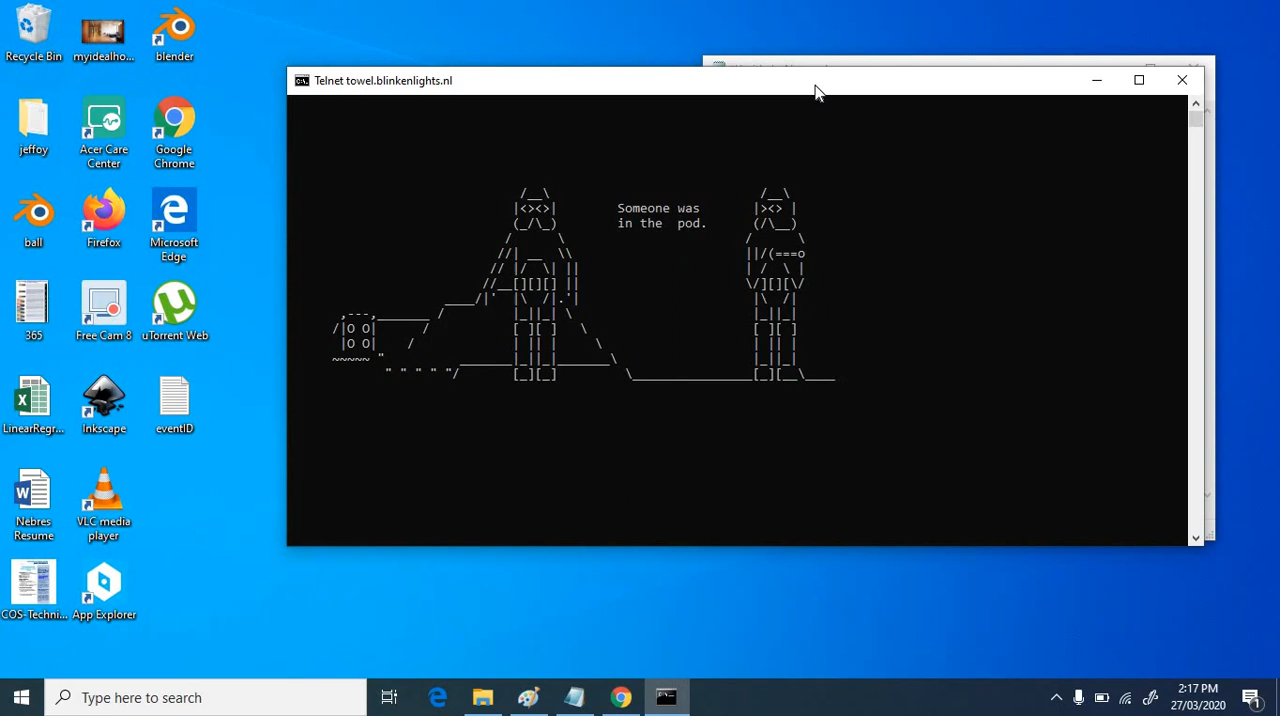 Recycle Bin
myidealho...
blender
jeffoy
Acer Care
Center
Google
Chrome
ball
Firefox
Microsoft
Edge
365
Free Cam 8
uTorrent Web
LinearRegr...
Inkscape
eventID
Nebres
Resume
VLC media
player
COS-Techni...
App Explorer
Telnet towel.blinkenlights.nl
Someone was
in the pod.
Type here to search
2:17 PM
27/03/2020
1